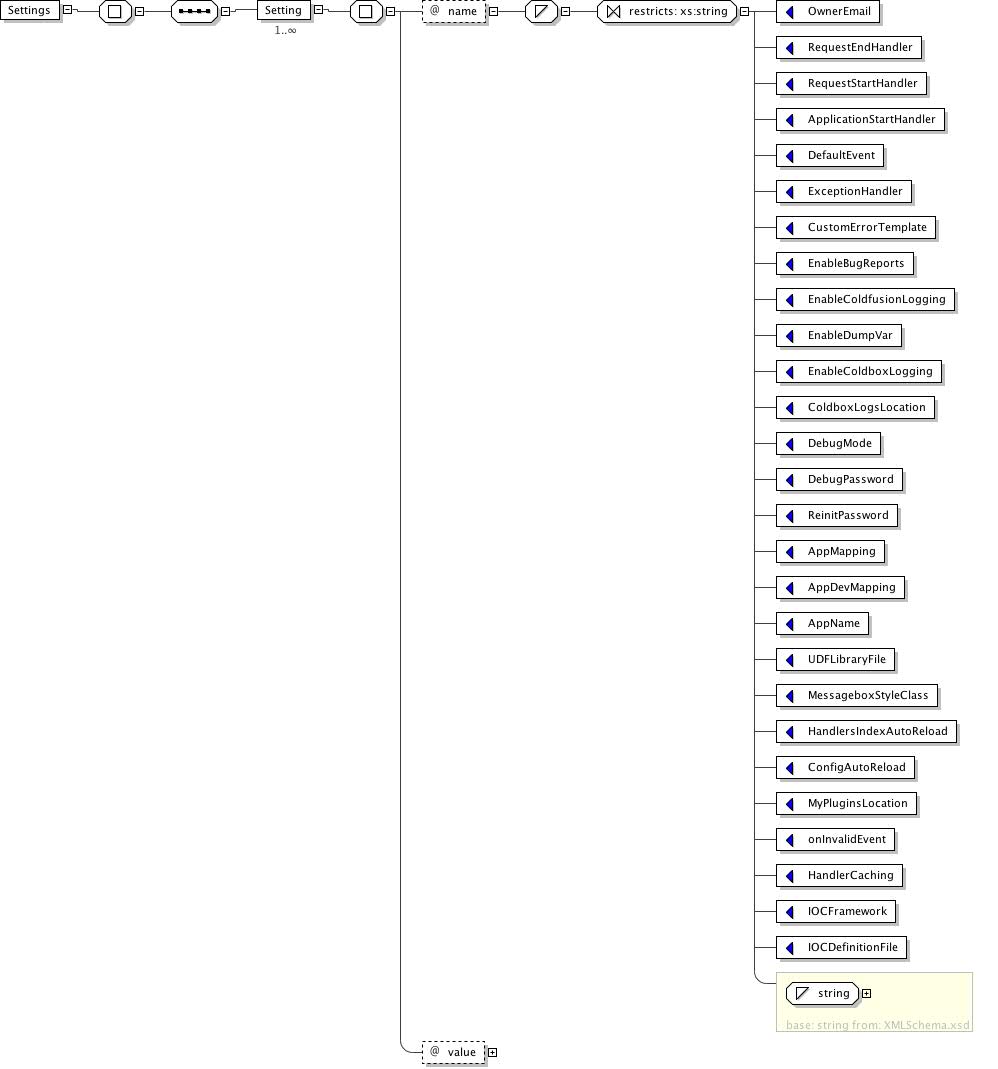 Settings
Setting
1..∞
@ name
restricts: xs:string
OwnerEmail
RequestEndHandler
RequestStartHandler
ApplicationStartHandler
DefaultEvent
ExceptionHandler
CustomErrorTemplate
EnableBugReports
EnableColdfusionLogging
EnableDumpVar
EnableColdboxLogging
ColdboxLogsLocation
DebugMode
DebugPassword
ReinitPassword
AppMapping
AppDevMapping
AppName
UDFLibraryFile
MessageboxStyleClass
HandlersIndexAutoReload
ConfigAutoReload
MyPluginsLocation
onInvalidEvent
HandlerCaching
IOCFramework
IOCDefinitionFile
string
base: string from: XMLSchema.xsd
@ value